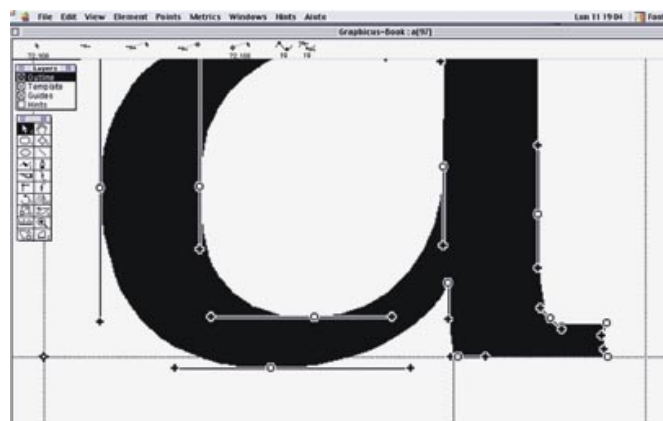 File Edit View Element Points Metrics Windows Hints Aiuto Lun 11 19 04
Graphicus-Book : a(97)
Layers
Outline
Template
Guides
Hints
a